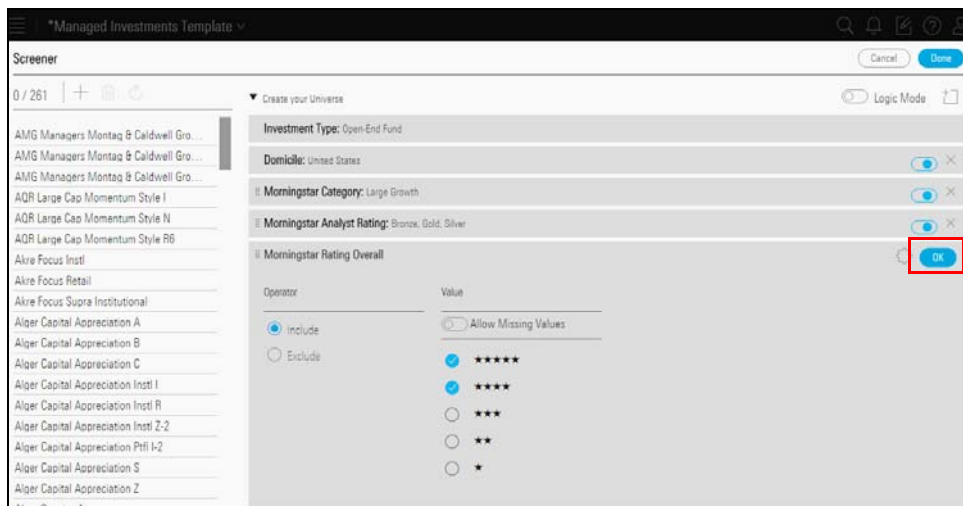 *Managed Investments Template
Screener
Cancel
Done
0 / 261
Create your Universe
Logic Mode
Investment Type: Open-End Fund
Domicile: United States
Morningstar Category: Large Growth
Morningstar Analyst Rating: Bronze, Gold, Silver
Morningstar Rating Overall
OK
Operator
Include
Exclude
Value
Allow Missing Values
★★★★★
★★★★
★★★
★★
★
AMG Managers Montag & Caldwell Gro...
AMG Managers Montag & Caldwell Gro...
AMG Managers Montag & Caldwell Gro...
AQR Large Cap Momentum Style I
AQR Large Cap Momentum Style N
AQR Large Cap Momentum Style R6
Akre Focus Instl
Akre Focus Retail
Akre Focus Supra Institutional
Alger Capital Appreciation A
Alger Capital Appreciation B
Alger Capital Appreciation C
Alger Capital Appreciation Instl I
Alger Capital Appreciation Instl R
Alger Capital Appreciation Instl Z-2
Alger Capital Appreciation Ptfl I-2
Alger Capital Appreciation S
Alger Capital Appreciation Z